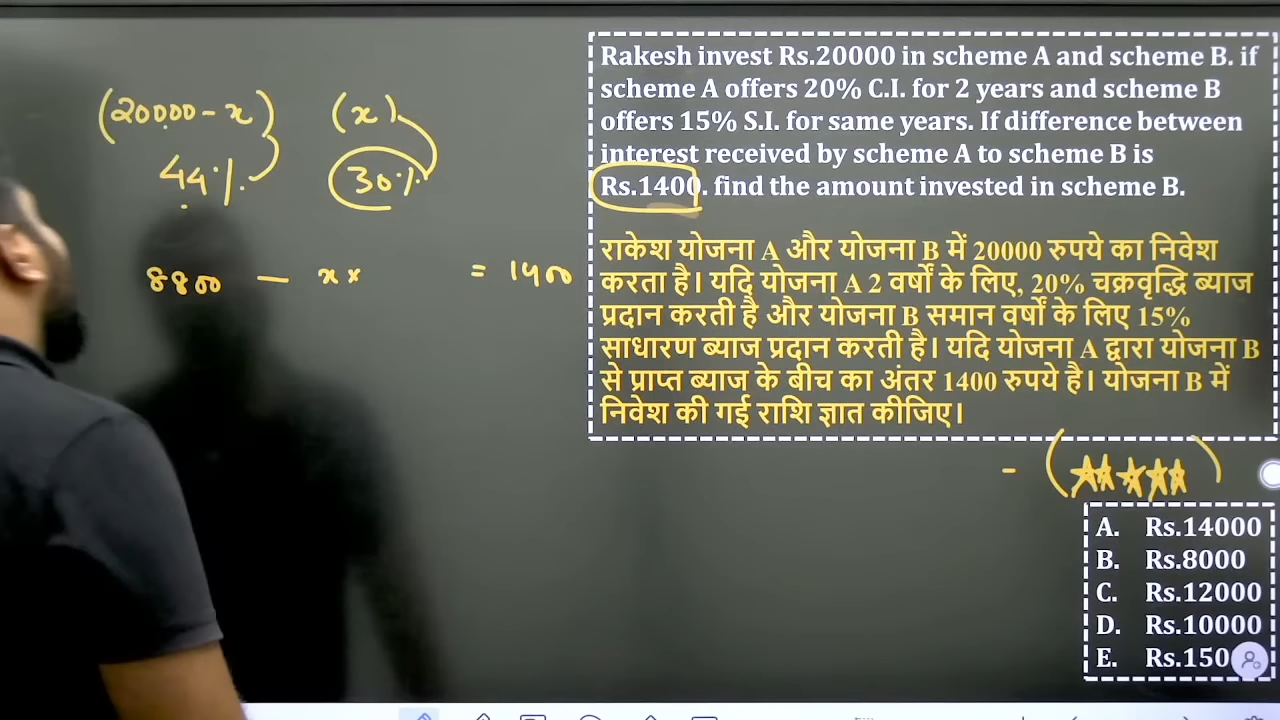 (20000 - x) (x)
44% 30%
8800 — x x = 1400
Rakesh invest Rs.20000 in scheme A and scheme B. if
scheme A offers 20% C.I. for 2 years and scheme B
offers 15% S.I. for same years. If difference between
interest received by scheme A to scheme B is
Rs.1400. find the amount invested in scheme B.
राकेश योजना A और योजना B में 20000 रुपये का निवेश
करता है। यदि योजना A 2 वर्षों के लिए, 20% चक्रवृद्धि ब्याज
प्रदान करती है और योजना B समान वर्षों के लिए 15%
साधारण ब्याज प्रदान करती है। यदि योजना A द्वारा योजना B
से प्राप्त ब्याज के बीच का अंतर 1400 रुपये है। योजना B में
निवेश की गई राशि ज्ञात कीजिए।
A. Rs.14000
B. Rs.8000
C. Rs.12000
D. Rs.10000
E. Rs.150